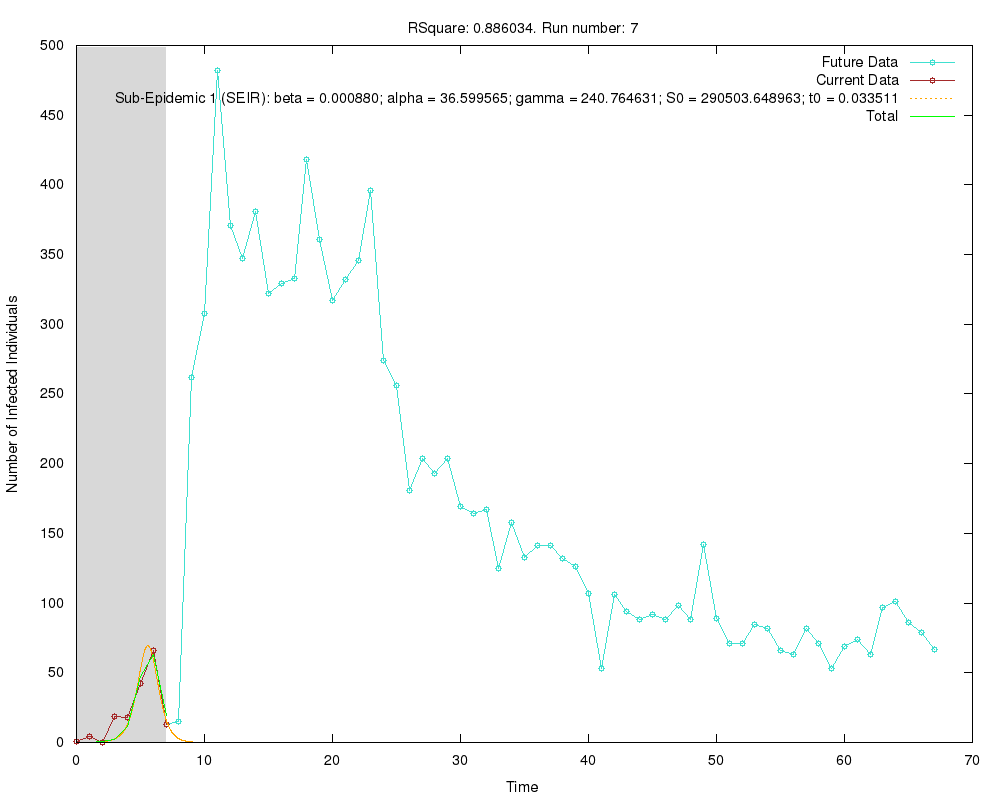 RSquare: 0.886034. Run number: 7
Future Data
Current Data
Sub-Epidemic 1 (SEIR): beta = 0.000880; alpha = 36.599565; gamma = 240.764631; S0 = 290503.648963; t0 = 0.033511
Total
Number of Infected Individuals
500
450
400
350
300
250
200
150
100
50
0
0 10 20 30 40 50 60 70
Time